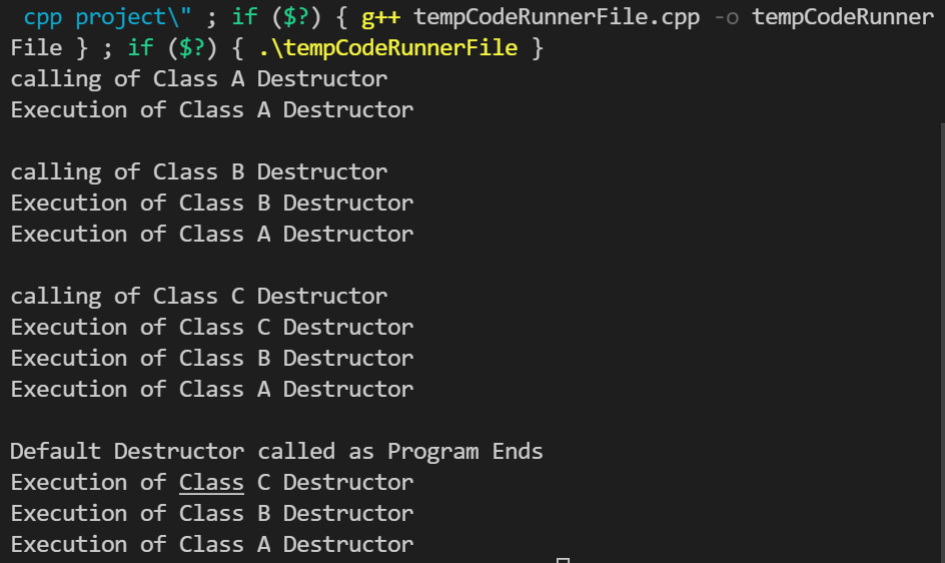 cpp project\" ; if ($?) { g++ tempCodeRunnerFile.cpp -o tempCodeRunner
File } ; if ($?) { .\tempCodeRunnerFile }
calling of Class A Destructor
Execution of Class A Destructor
calling of Class B Destructor
Execution of Class B Destructor
Execution of Class A Destructor
calling of Class C Destructor
Execution of Class C Destructor
Execution of Class B Destructor
Execution of Class A Destructor
Default Destructor called as Program Ends
Execution of Class C Destructor
Execution of Class B Destructor
Execution of Class A Destructor